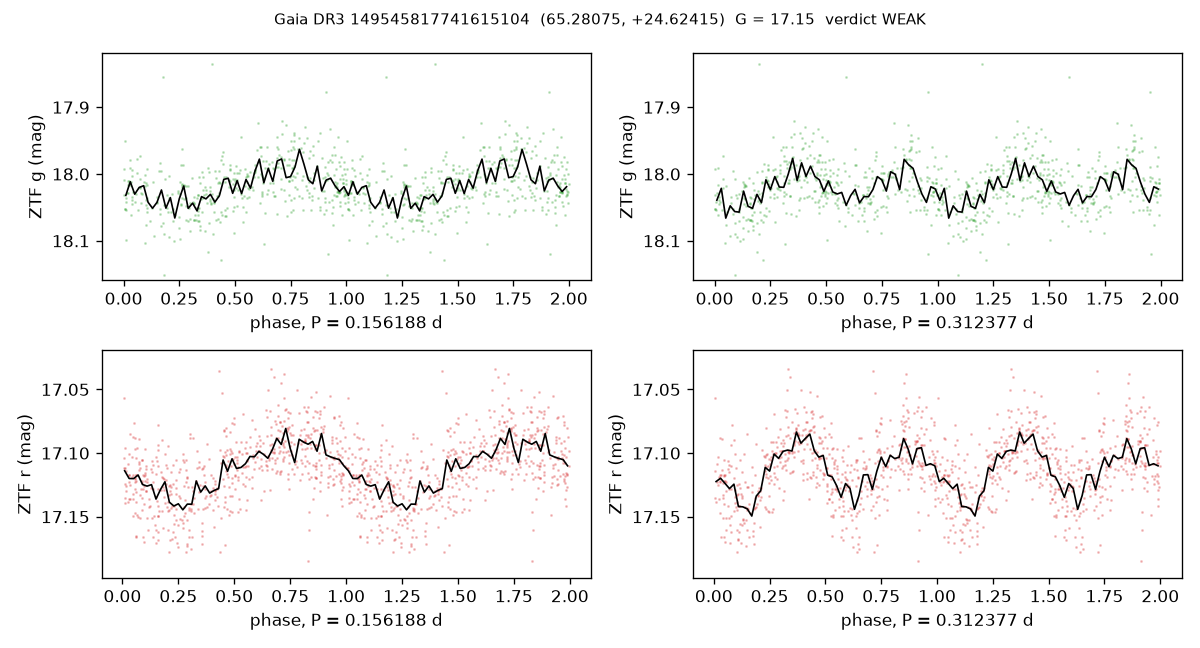 Gaia DR3 149545817741615104  (65.28075, +24.62415)  G = 17.15  verdict WEAK
ZTF g (mag)
17.9
18.0
18.1
0.00 0.25 0.50 0.75 1.00 1.25 1.50 1.75 2.00
phase, P = 0.156188 d
ZTF g (mag)
17.9
18.0
18.1
0.00 0.25 0.50 0.75 1.00 1.25 1.50 1.75 2.00
phase, P = 0.312377 d
ZTF r (mag)
17.05
17.10
17.15
0.00 0.25 0.50 0.75 1.00 1.25 1.50 1.75 2.00
phase, P = 0.156188 d
ZTF r (mag)
17.05
17.10
17.15
0.00 0.25 0.50 0.75 1.00 1.25 1.50 1.75 2.00
phase, P = 0.312377 d